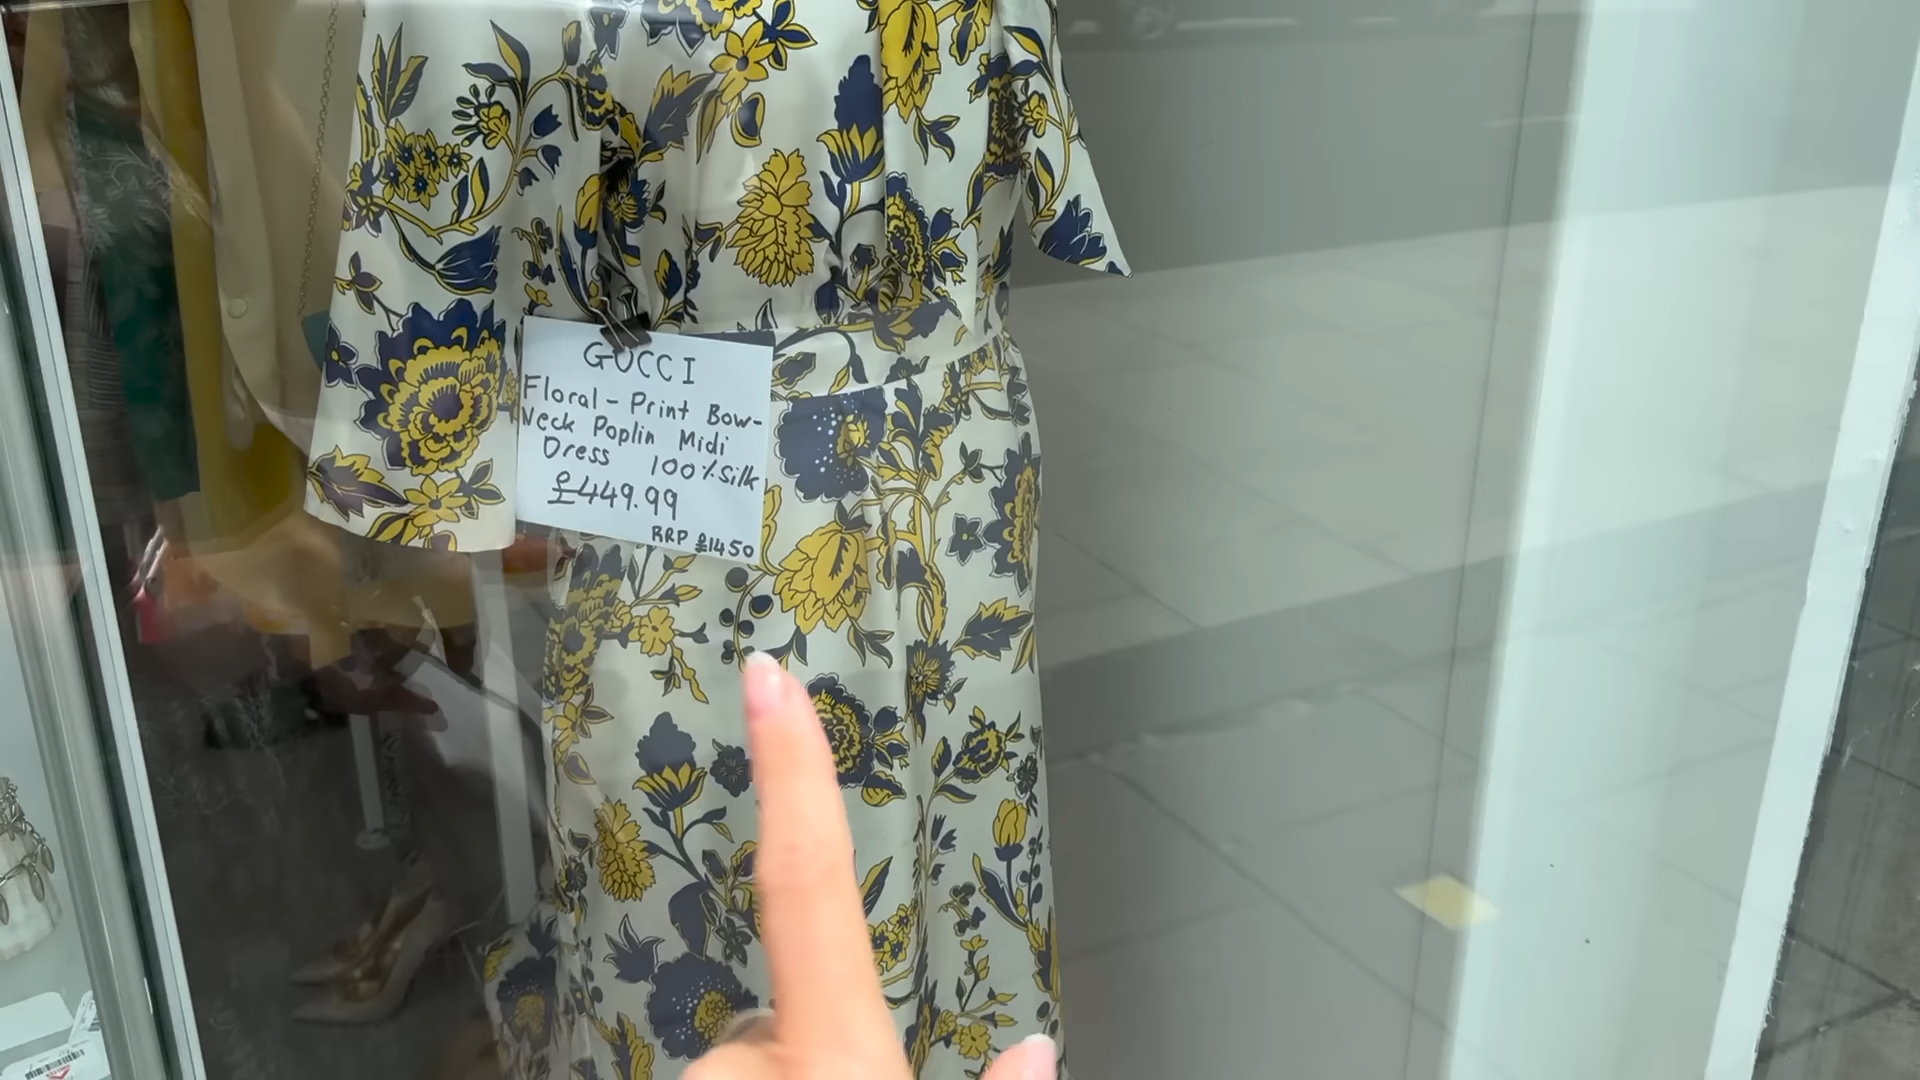 GUCCI
Floral-Print Bow-
Neck Poplin Midi
Dress 100% Silk
£449.99
RRP £1450